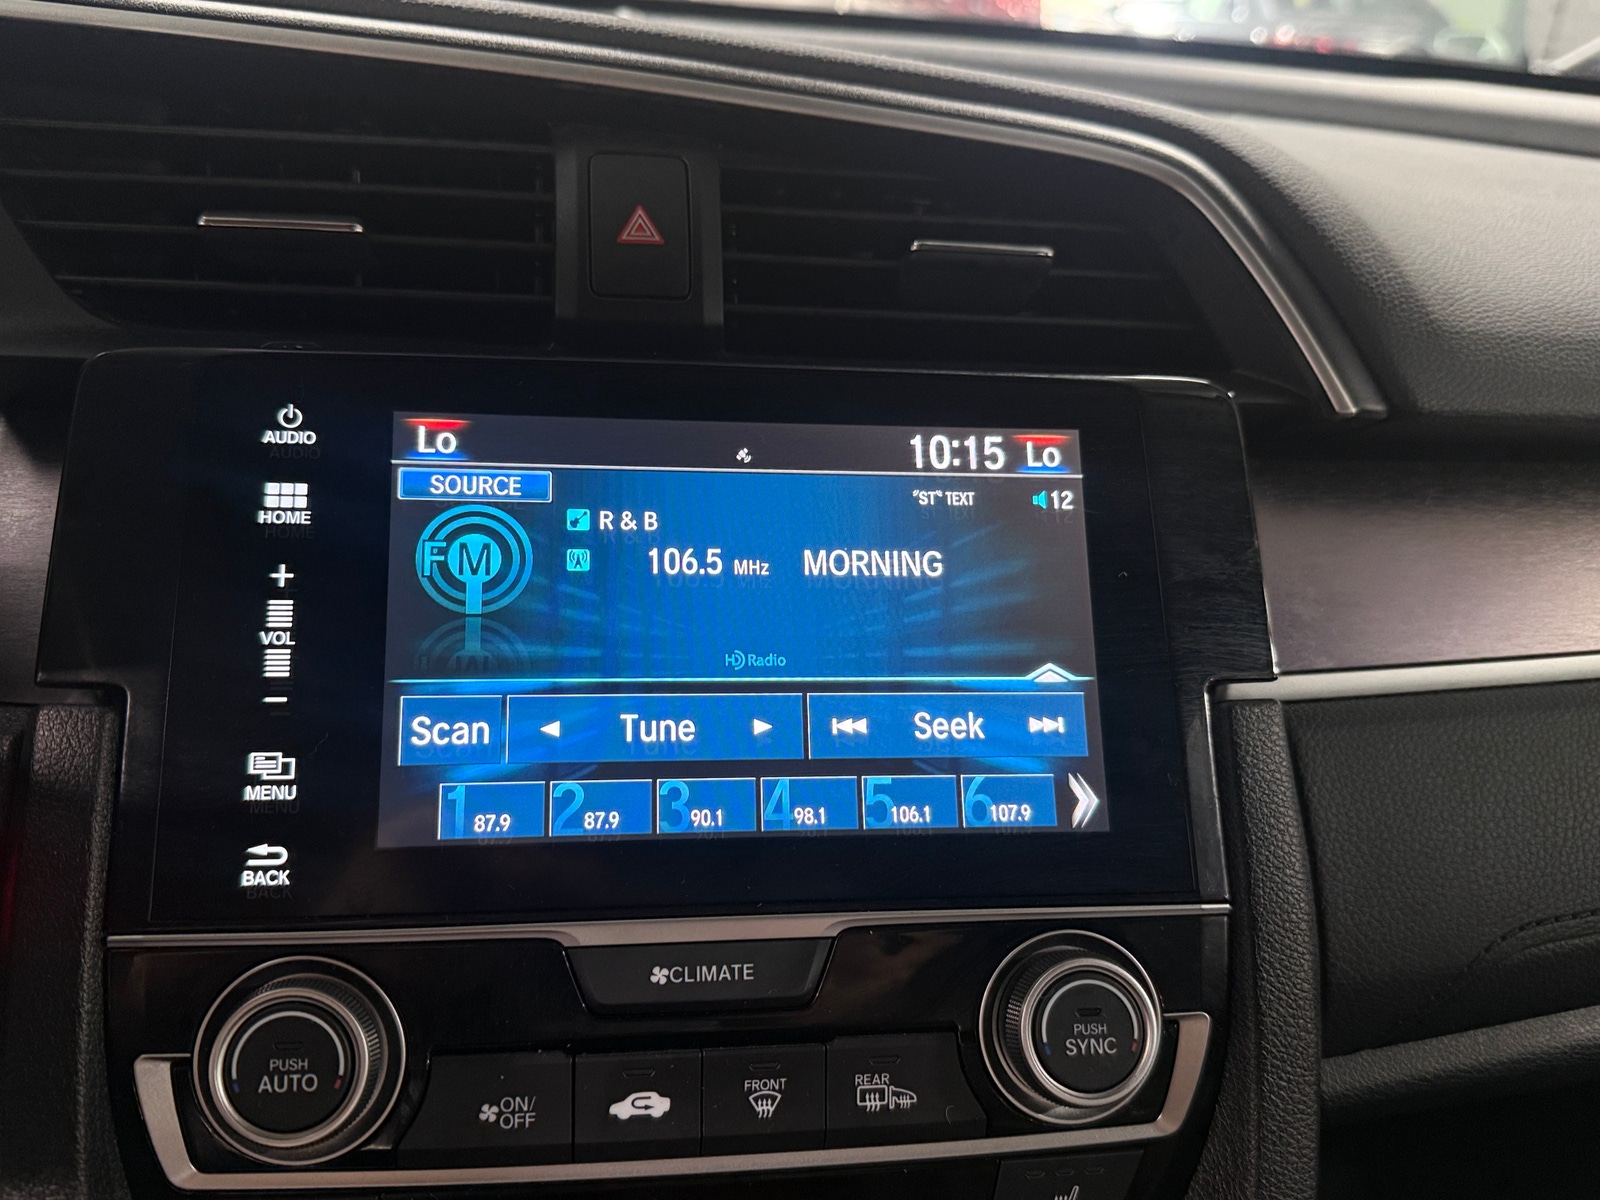 AUDIO
HOME
+
VOL
-
MENU
BACK
Lo
10:15 Lo
SOURCE
"ST" TEXT
12
FM
R & B
106.5 MHz MORNING
HD Radio
Scan
Tune
Seek
1 87.9
2 87.9
3 90.1
4 98.1
5 106.1
6 107.9
CLIMATE
PUSH
AUTO
ON/
OFF
FRONT
REAR
PUSH
SYNC